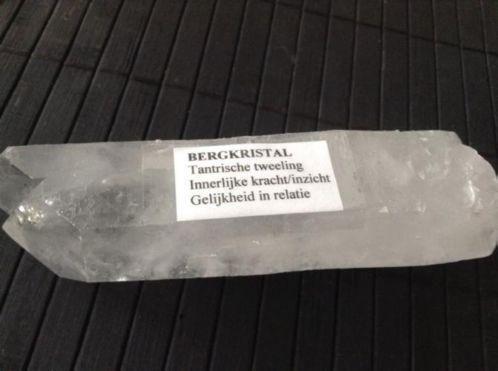 BERGKRISTAL
Tantrische tweeling
Innerlijke kracht/inzicht
Gelijkheid in relatie